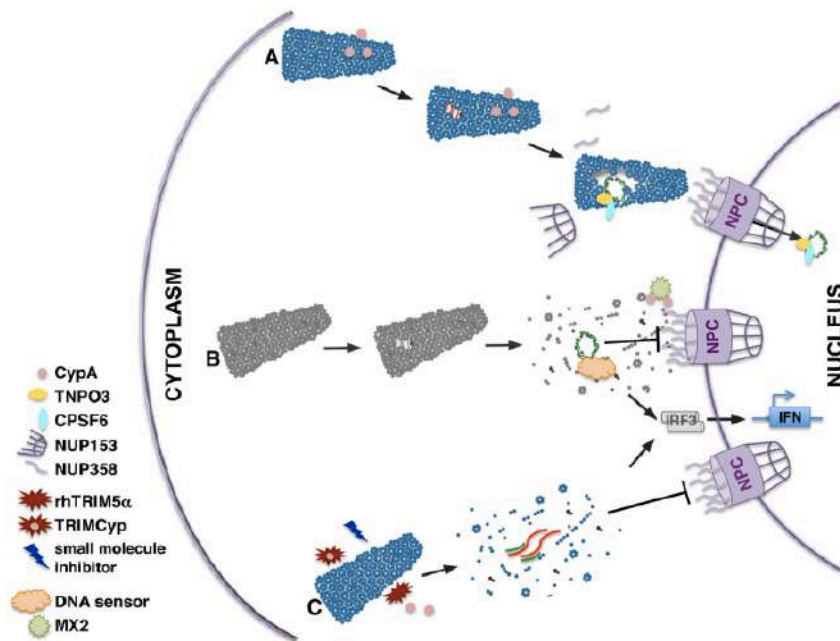 A
NPC
CYTOPLASM
B
NPC
NUCLEUS
IRF3
IFN
NPC
C
CypA
TNPO3
CPSF6
NUP153
NUP358
rhTRIM5α
TRIMCyp
small molecule
inhibitor
DNA sensor
MX2